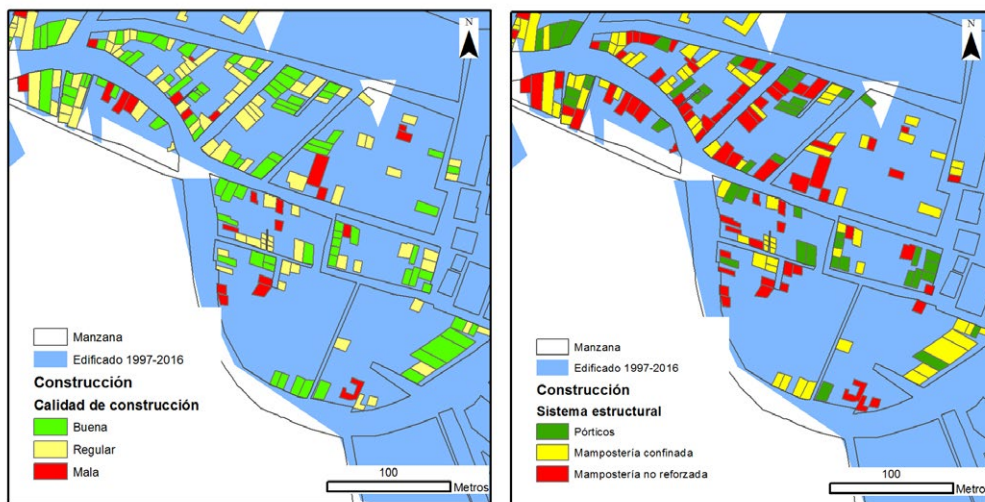 N
Manzana
Edificado 1997-2016
Construcción
Calidad de construcción
Buena
Regular
Mala
100
Metros
N
Manzana
Edificado 1997-2016
Construcción
Sistema estructural
Pórticos
Mampostería confinada
Mampostería no reforzada
100
Metros